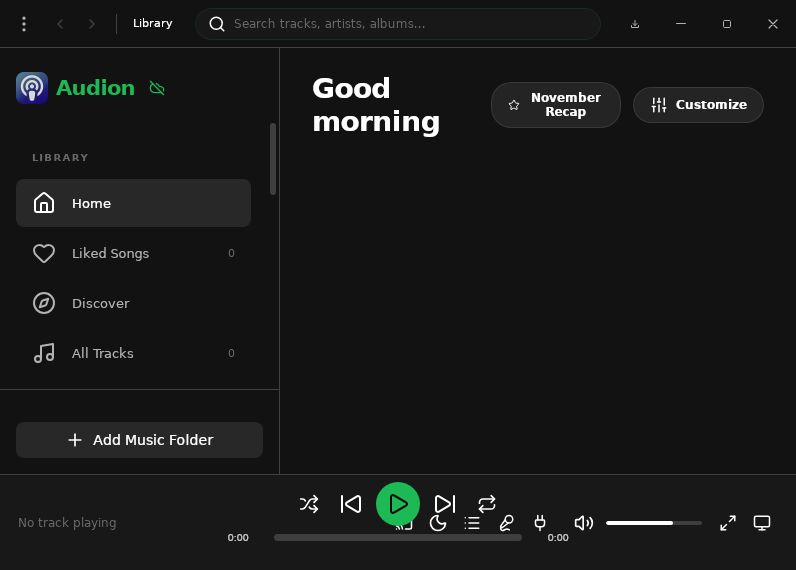 Library
Search tracks, artists, albums...
Audion
LIBRARY
Home
Liked Songs 0
Discover
All Tracks 0
Add Music Folder
Good
morning
November
Recap
Customize
No track playing
0:00
0:00